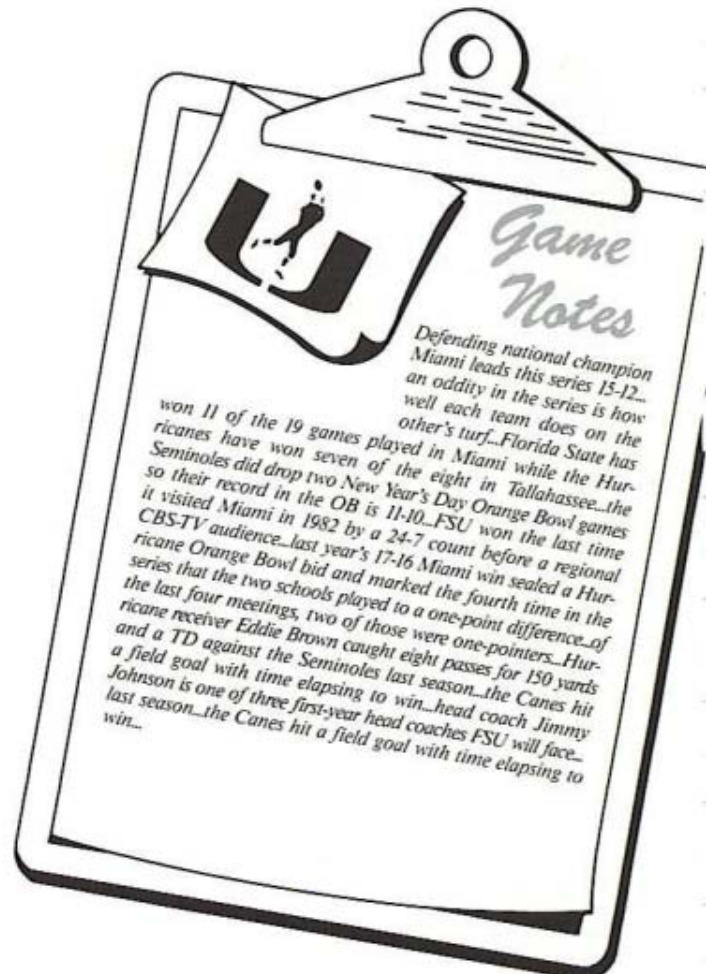 Game
Notes
Defending national champion
Miami leads this series 15-12...
an oddity in the series is how
well each team does on the
other's turf...Florida State has
won 11 of the 19 games played in Miami while the Hur-
ricanes have won seven of the eight in Tallahassee...the
Seminoles did drop two New Year's Day Orange Bowl games
so their record in the OB is 11-10...FSU won the last time
it visited Miami in 1982 by a 24-7 count before a regional
CBS-TV audience...last year's 17-16 Miami win sealed a Hur-
ricane Orange Bowl bid and marked the fourth time in the
series that the two schools played to a one-point difference...of
the last four meetings, two of those were one-pointers...Hur-
ricane receiver Eddie Brown caught eight passes for 150 yards
and a TD against the Seminoles last season...the Canes hit
a field goal with time elapsing to win...head coach Jimmy
Johnson is one of three first-year head coaches FSU will face...
last season...the Canes hit a field goal with time elapsing to
win...